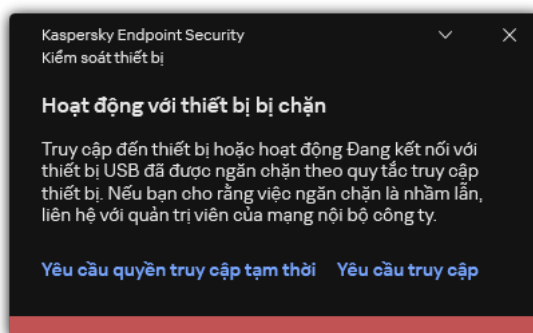 Kaspersky Endpoint Security
Kiểm soát thiết bị
Hoạt động với thiết bị bị chặn
Truy cập đến thiết bị hoặc hoạt động Đang kết nối với
thiết bị USB đã được ngăn chặn theo quy tắc truy cập
thiết bị. Nếu bạn cho rằng việc ngăn chặn là nhầm lẫn,
liên hệ với quản trị viên của mạng nội bộ công ty.
Yêu cầu quyền truy cập tạm thời Yêu cầu truy cập